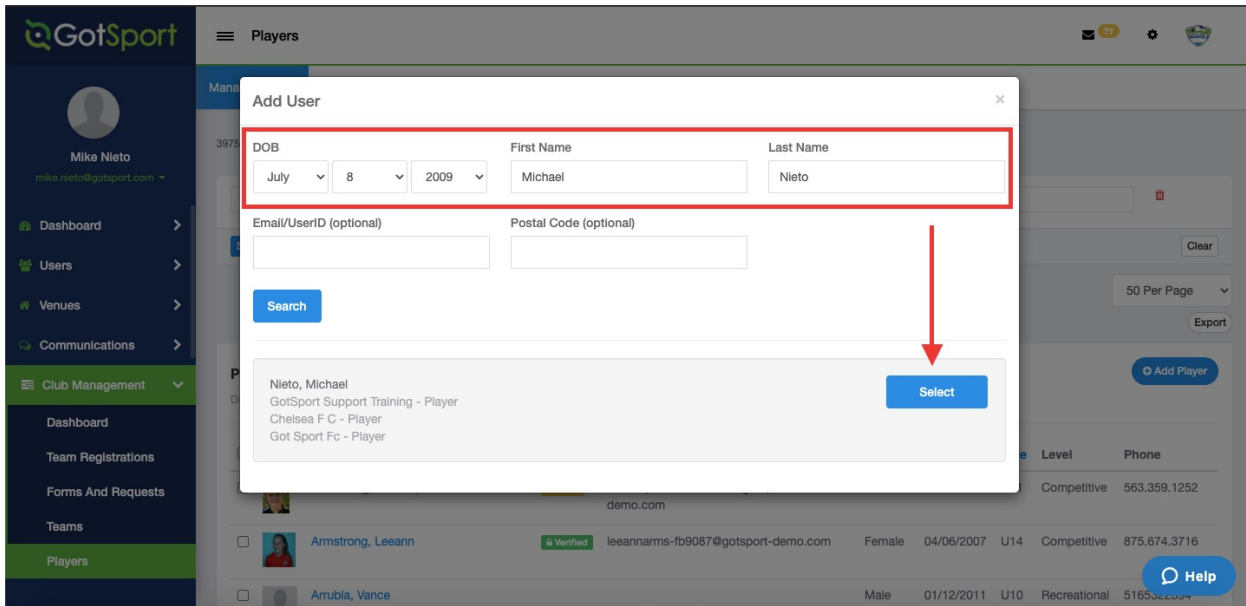 GotSport
Players
77
Mike Nieto
mike.nieto@gotsport.com
Dashboard
Users
Venues
Communications
Club Management
Dashboard
Team Registrations
Forms And Requests
Teams
Players
Mana
3975
Add User
×
DOB
First Name
Last Name
July
8
2009
Michael
Nieto
Email/UserID (optional)
Postal Code (optional)
Search
Nieto, Michael
GotSport Support Training - Player
Chelsea F C - Player
Got Sport Fc - Player
Select
Clear
50 Per Page
Export
Add Player
Level
Phone
demo.com
Competitive
563.359.1252
Armstrong, Leeann
Verified
leeannarms-fb9087@gotsport-demo.com
Female
04/06/2007
U14
Competitive
875.674.3716
Arrubla, Vance
Male
01/12/2011
U10
Recreational
Help